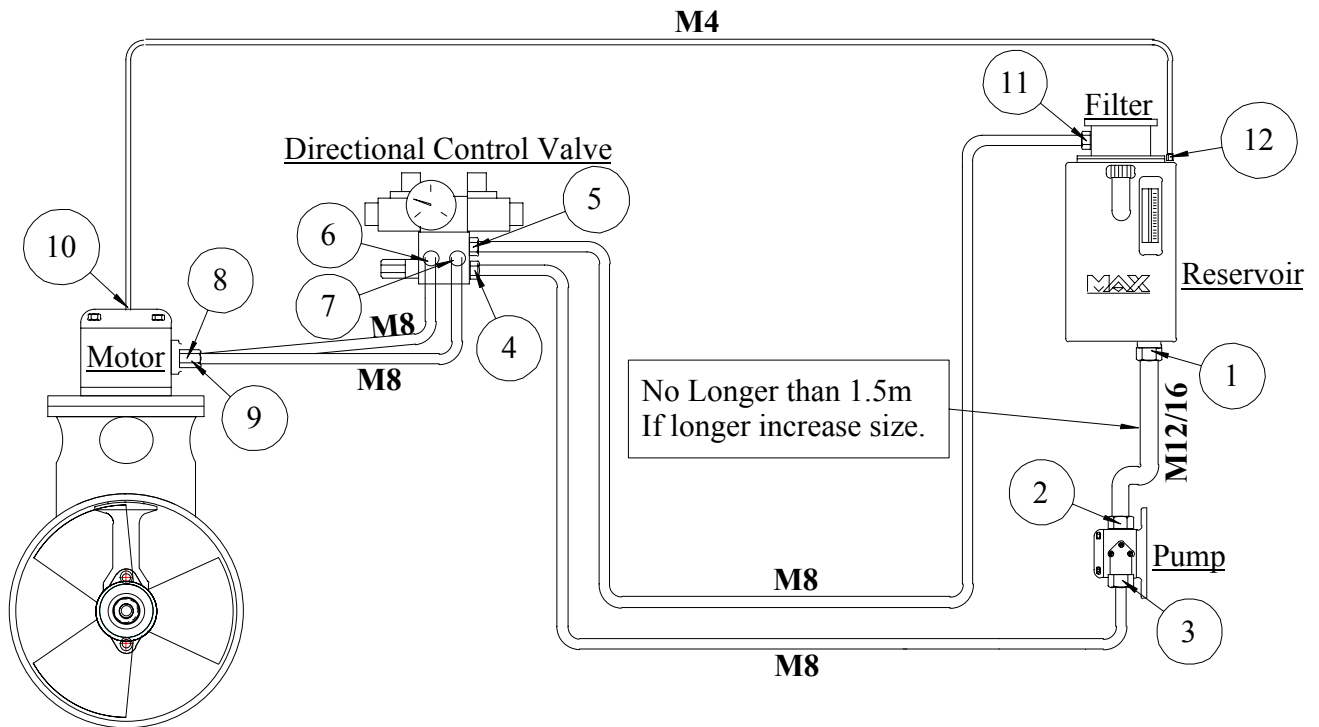 M4
11
Filter
12
Directional Control Valve
5
6
10
7
8
Reservoir
MAX
M8
4
Motor
M8
1
9
No Longer than 1.5m
If longer increase size.
M12/16
2
Pump
M8
3
M8